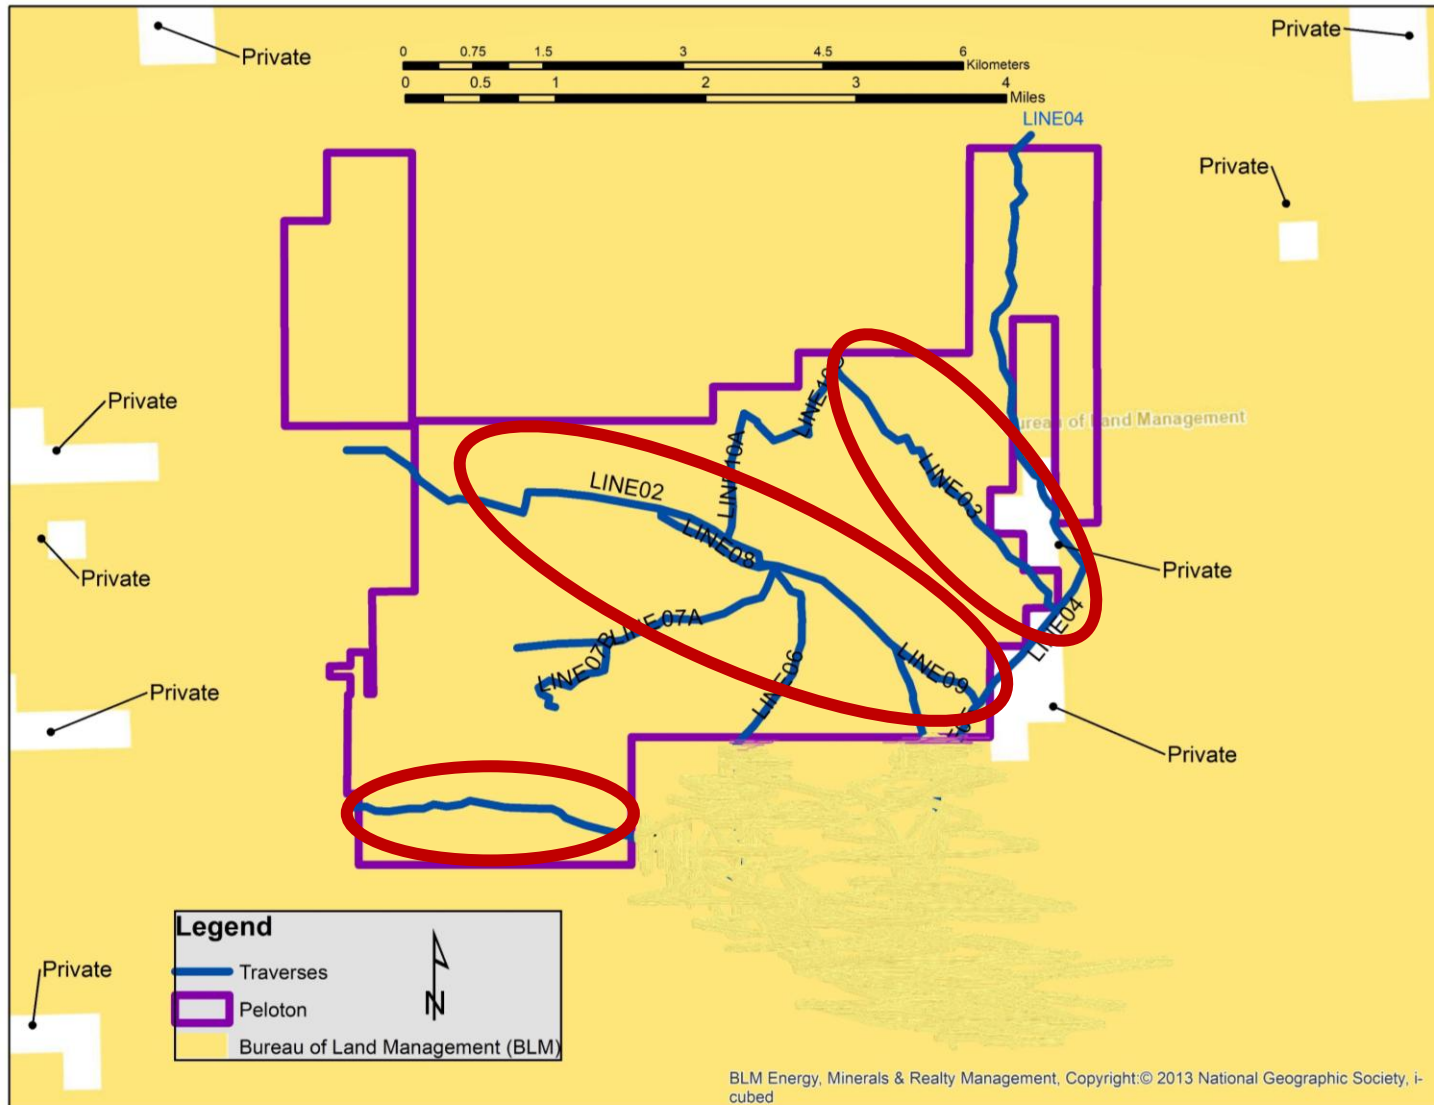 Private
Private
0 0.75 1.5 3 4.5 6
Kilometers
0 0.5 1 2 3 4
Miles
LINE04
Private
Private
Bureau of Land Management
LINE10A
LINE02
LINE03
LINE08
Private
Private
LINE07A
LINE07B
LINE04
LINE06
LINE09
Private
Private
Legend
Traverses
Peloton
Bureau of Land Management (BLM)
N
Private
BLM Energy, Minerals & Realty Management, Copyright:© 2013 National Geographic Society, i-
cubed